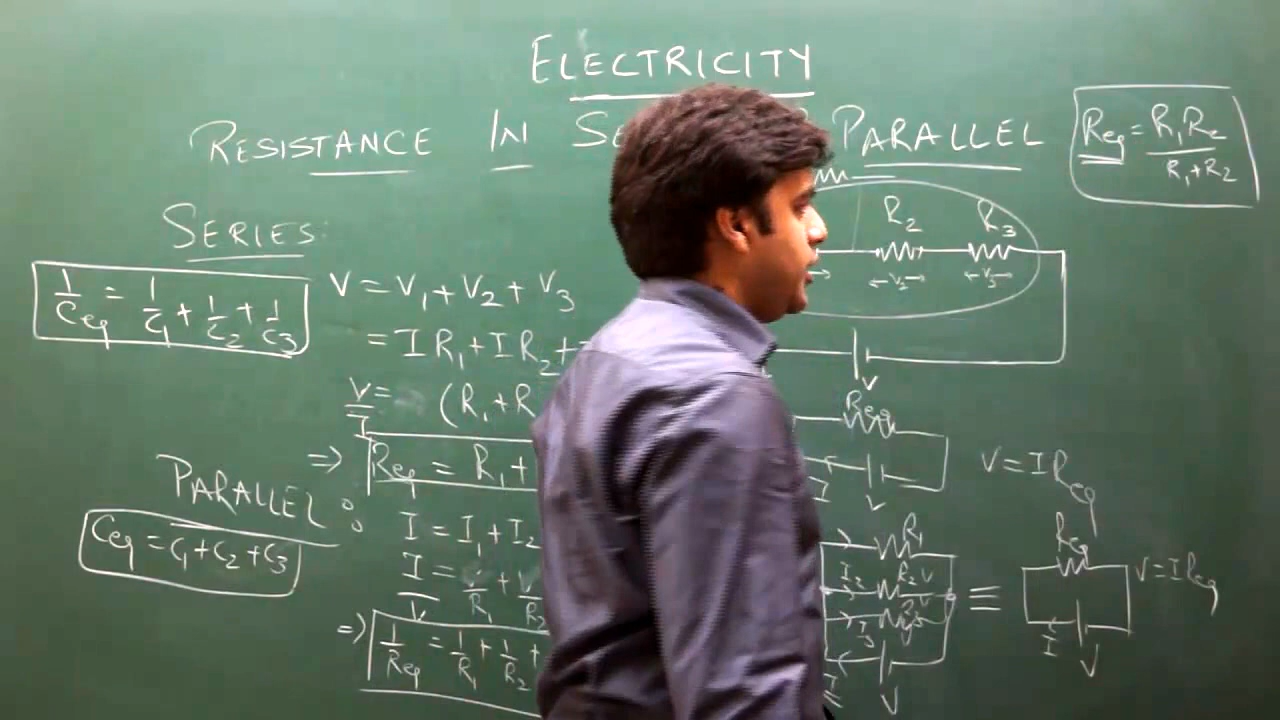 ELECTRICITY
RESISTANCE IN SE PARALLEL
Req = R₁R₂ / R₁+R₂
SERIES:
1/Ceq = 1/C₁ + 1/C₂ + 1/C₃
V = V₁ + V₂ + V₃
= IR₁ + IR₂ +
V/I = (R₁ + R
⇒ Req = R₁ +
R₂ R₃
V₂ V₃
V
Req
I V
V = IReq
PARALLEL:
Ceq = C₁ + C₂ + C₃
I = I₁ + I₂
I/V = V/R₁ + V/R₂
⇒ 1/Req = 1/R₁ + 1/R₂ +
R₁
I₂ R₂ V
I₃ R₃ V
I V
≡
Req
V = IReq
I V